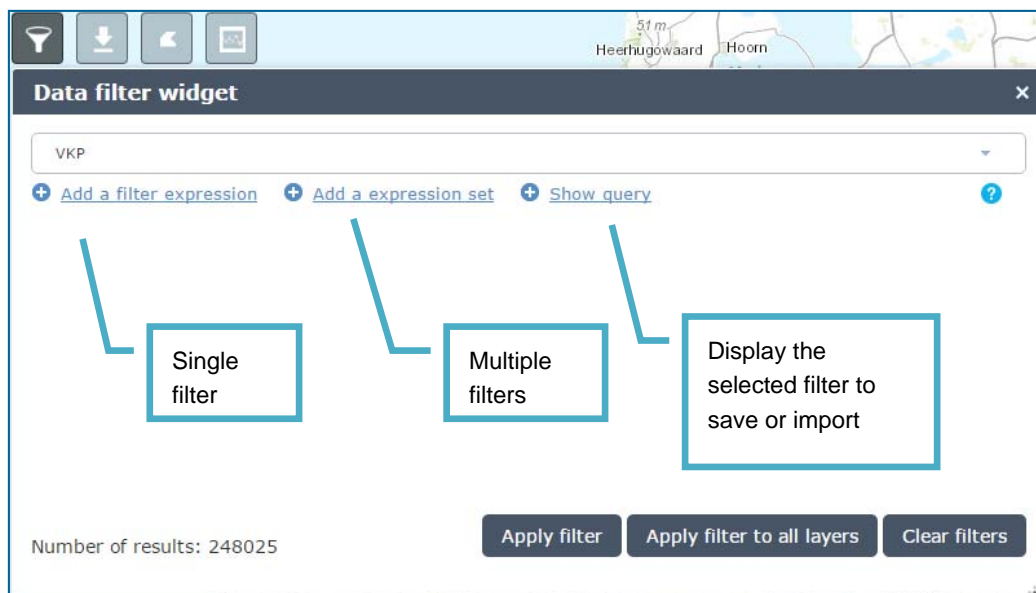 51 m
Heerhugowaard Hoorn
Data filter widget ×
VKP
Add a filter expression Add a expression set Show query ?
Single
filter
Multiple
filters
Display the
selected filter to
save or import
Number of results: 248025
Apply filter Apply filter to all layers Clear filters